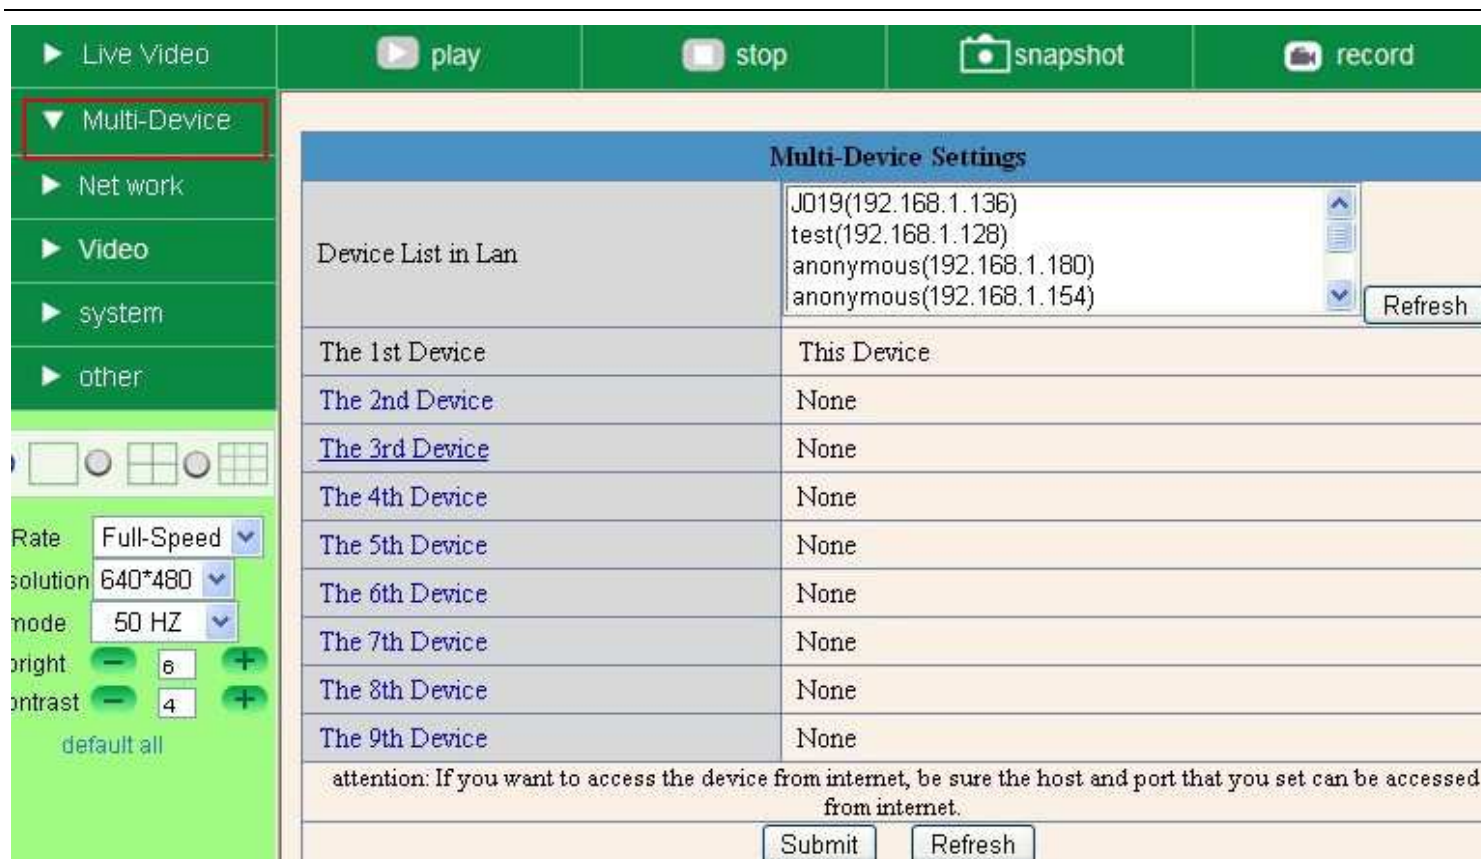 Live Video
play
stop
snapshot
record
Multi-Device
Net work
Video
system
other
Rate Full-Speed
solution 640*480
mode 50 HZ
bright 6
ontrast 4
default all
Multi-Device Settings
Device List in Lan
J019(192.168.1.136)
test(192.168.1.128)
anonymous(192.168.1.180)
anonymous(192.168.1.154)
Refresh
The 1st Device This Device
The 2nd Device None
The 3rd Device None
The 4th Device None
The 5th Device None
The 6th Device None
The 7th Device None
The 8th Device None
The 9th Device None
attention: If you want to access the device from internet, be sure the host and port that you set can be accessed
from internet.
Submit Refresh